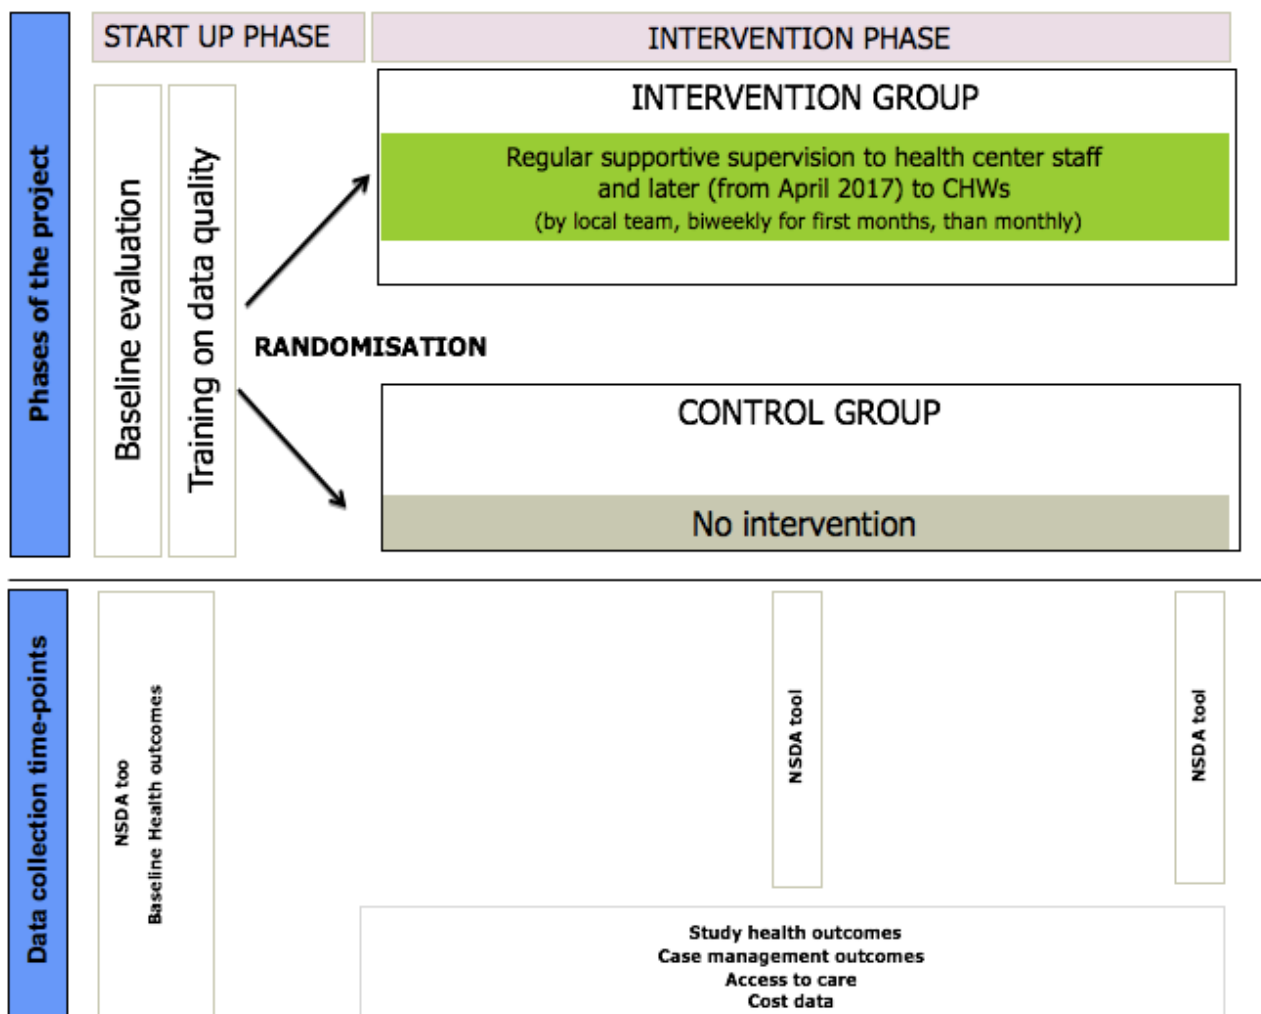 START UP PHASE
INTERVENTION PHASE
Phases of the project
Baseline evaluation
Training on data quality
RANDOMISATION
INTERVENTION GROUP
Regular supportive supervision to health center staff
and later (from April 2017) to CHWs
(by local team, biweekly for first months, than monthly)
CONTROL GROUP
No intervention
Data collection time-points
NSDA too
Baseline Health outcomes
NSDA tool
NSDA tool
Study health outcomes
Case management outcomes
Access to care
Cost data